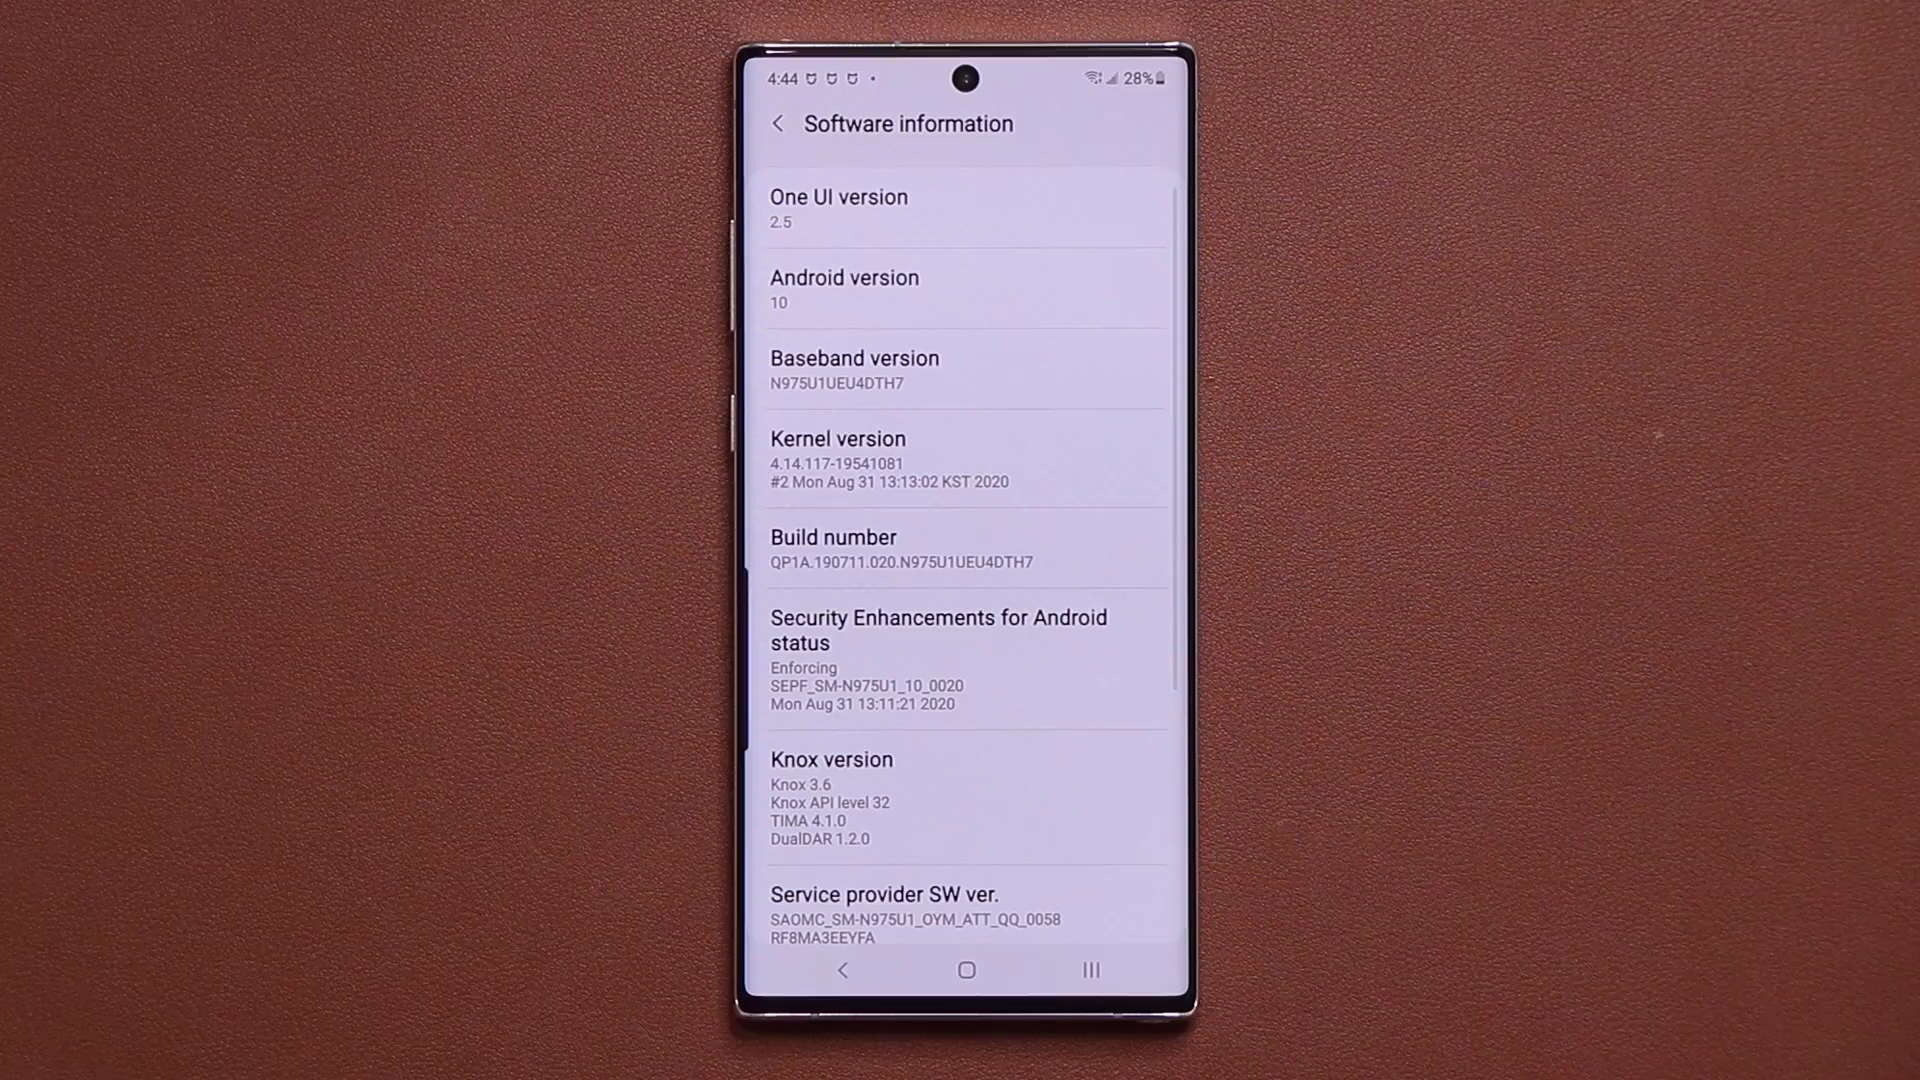 4:44
28%
Software information
One UI version
2.5
Android version
10
Baseband version
N975U1UEU4DTH7
Kernel version
4.14.117-19541081
#2 Mon Aug 31 13:13:02 KST 2020
Build number
QP1A.190711.020.N975U1UEU4DTH7
Security Enhancements for Android
status
Enforcing
SEPF_SM-N975U1_10_0020
Mon Aug 31 13:11:21 2020
Knox version
Knox 3.6
Knox API level 32
TIMA 4.1.0
DualDAR 1.2.0
Service provider SW ver.
SAOMC_SM-N975U1_OYM_ATT_QQ_0058
RF8MA3EEYFA